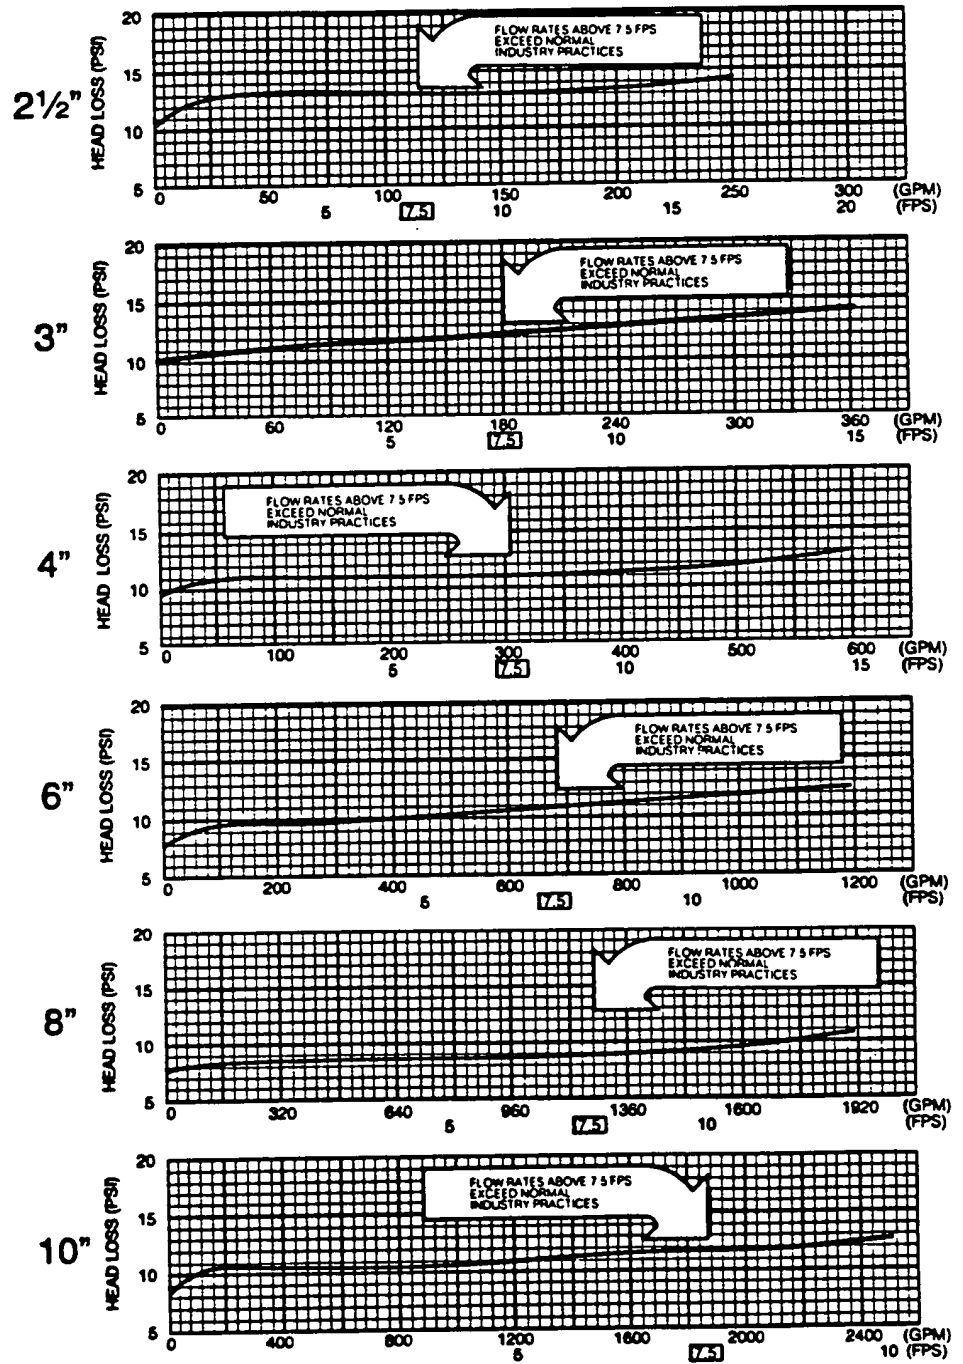 2½"
HEAD LOSS (PSI)
20
15
10
5
FLOW RATES ABOVE 7 5 FPS
EXCEED NORMAL
INDUSTRY PRACTICES
0 50 100 150 200 250 300 (GPM)
5 7.5 10 15 20 (FPS)
3"
HEAD LOSS (PSI)
20
15
10
5
FLOW RATES ABOVE 7 5 FPS
EXCEED NORMAL
INDUSTRY PRACTICES
0 60 120 180 240 300 360 (GPM)
5 7.5 10 15 (FPS)
4"
HEAD LOSS (PSI)
20
15
10
5
FLOW RATES ABOVE 7 5 FPS
EXCEED NORMAL
INDUSTRY PRACTICES
0 100 200 300 400 500 600 (GPM)
5 7.5 10 15 (FPS)
6"
HEAD LOSS (PSI)
20
15
10
5
FLOW RATES ABOVE 7 5 FPS
EXCEED NORMAL
INDUSTRY PRACTICES
0 200 400 600 800 1000 1200 (GPM)
5 7.5 10 (FPS)
8"
HEAD LOSS (PSI)
20
15
10
5
FLOW RATES ABOVE 7 5 FPS
EXCEED NORMAL
INDUSTRY PRACTICES
0 320 640 960 1360 1600 1920 (GPM)
5 7.5 10 (FPS)
10"
HEAD LOSS (PSI)
20
15
10
5
FLOW RATES ABOVE 7 5 FPS
EXCEED NORMAL
INDUSTRY PRACTICES
0 400 800 1200 1600 2000 2400 (GPM)
5 7.5 10 (FPS)